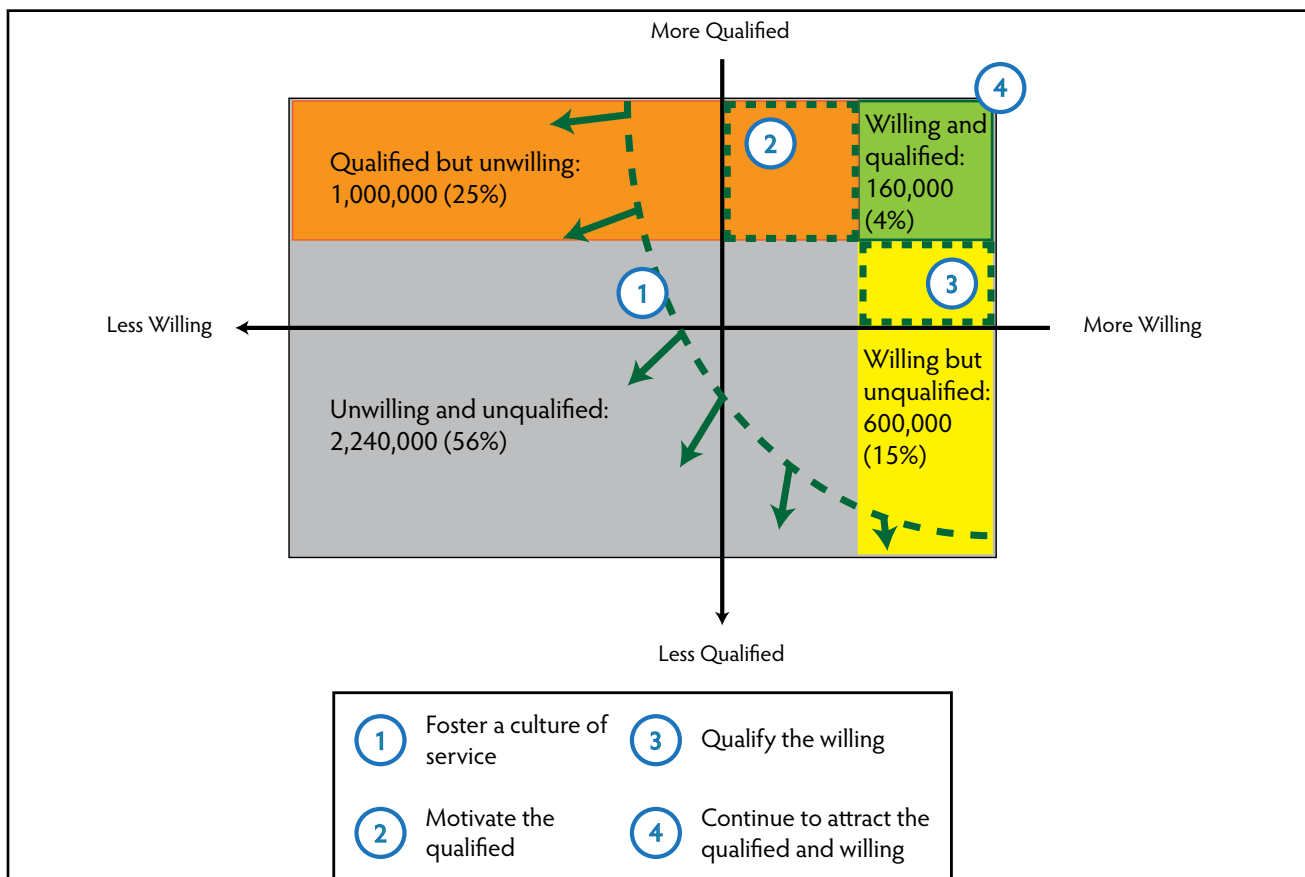 More Qualified
4
Willing and
qualified:
160,000
(4%)
2
Qualified but unwilling:
1,000,000 (25%)
3
1
Less Willing
More Willing
Willing but
unqualified:
600,000
(15%)
Unwilling and unqualified:
2,240,000 (56%)
Less Qualified
1
Foster a culture of
service
3
Qualify the willing
2
Motivate the
qualified
4
Continue to attract the
qualified and willing